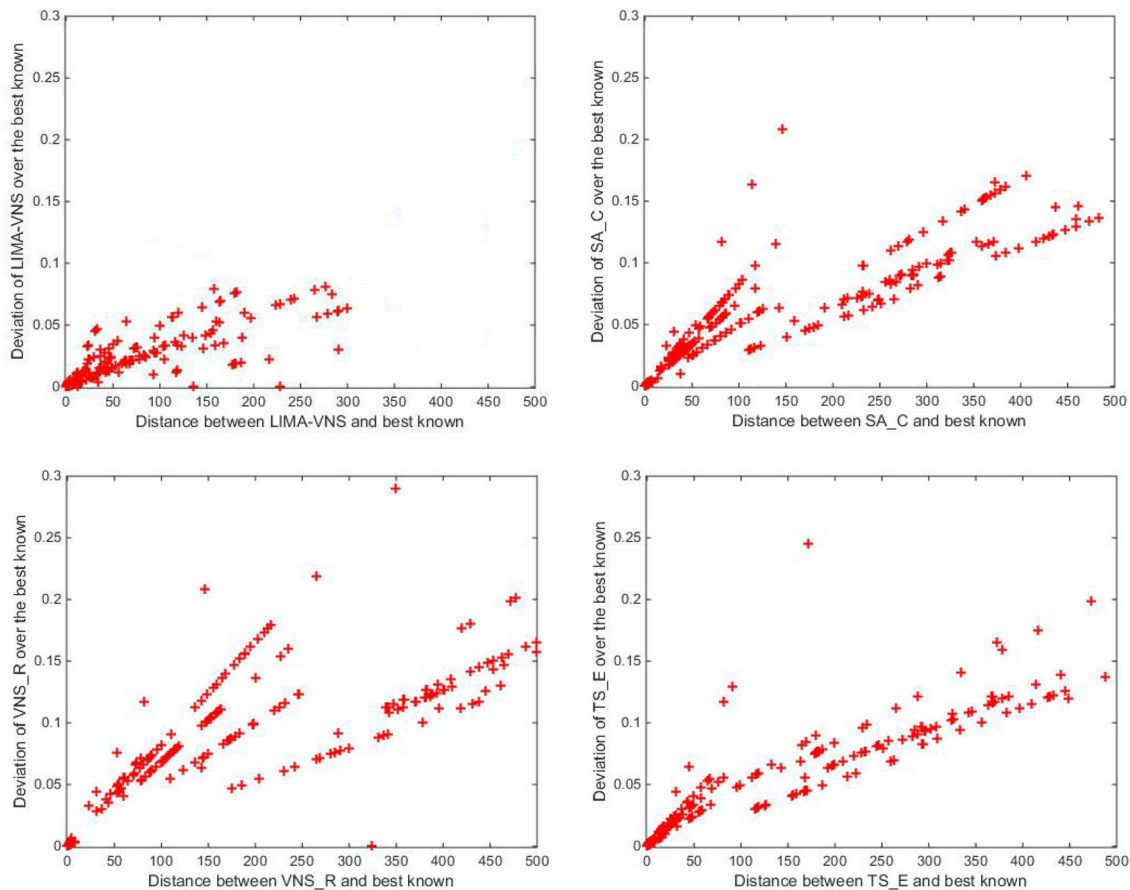 0.3
0.25
0.2
0.15
0.1
0.05
0
Deviation of LIMA-VNS over the best known
0 50 100 150 200 250 300 350 400 450 500
Distance between LIMA-VNS and best known
0.3
0.25
0.2
0.15
0.1
0.05
0
Deviation of SA_C over the best known
0 50 100 150 200 250 300 350 400 450 500
Distance between SA_C and best known
0.3
0.25
0.2
0.15
0.1
0.05
0
Deviation of VNS_R over the best known
0 50 100 150 200 250 300 350 400 450 500
Distance between VNS_R and best known
0.3
0.25
0.2
0.15
0.1
0.05
0
Deviation of TS_E over the best known
0 50 100 150 200 250 300 350 400 450 500
Distance between TS_E and best known